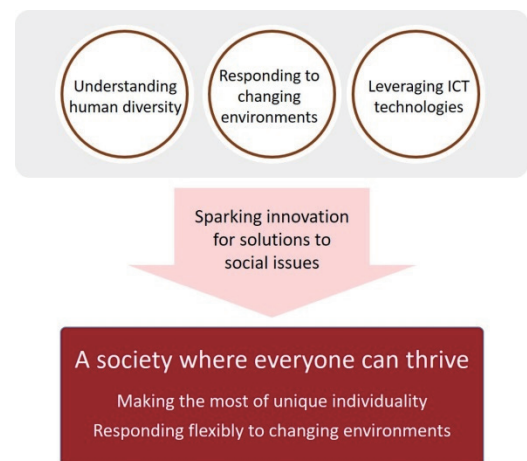 Understanding
human diversity
Responding to
changing
environments
Leveraging ICT
technologies
Sparking innovation
for solutions to
social issues
A society where everyone can thrive
Making the most of unique individuality
Responding flexibly to changing environments